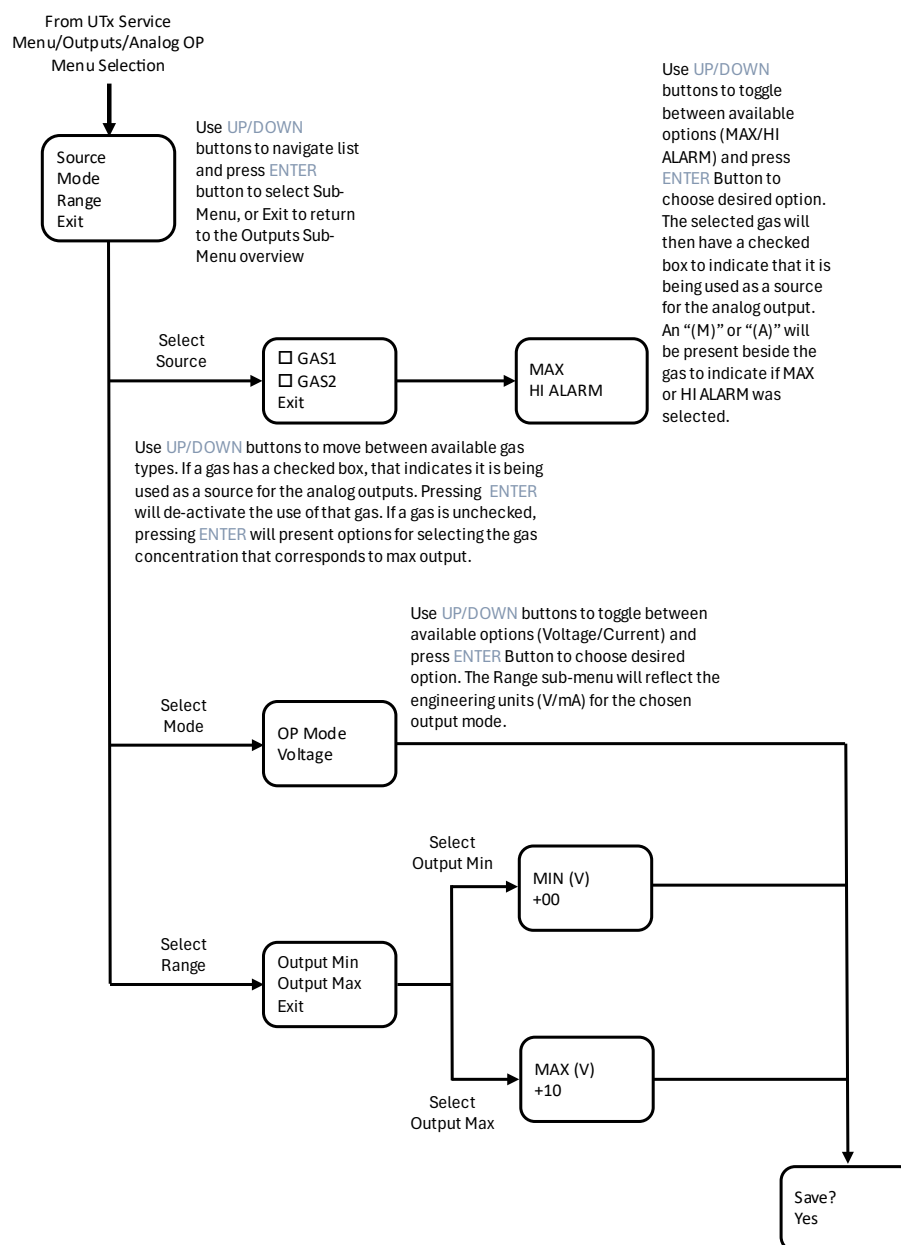 From UTx Service
Menu/Outputs/Analog OP
Menu Selection
Source
Mode
Range
Exit
Use UP/DOWN
buttons to navigate list
and press ENTER
button to select Sub-
Menu, or Exit to return
to the Outputs Sub-
Menu overview
Use UP/DOWN
buttons to toggle
between available
options (MAX/HI
ALARM) and press
ENTER Button to
choose desired option.
The selected gas will
then have a checked
box to indicate that it is
being used as a source
for the analog output.
An “(M)” or “(A)” will
be present beside the
gas to indicate if MAX
or HI ALARM was
selected.
Select
Source
☐ GAS1
☐ GAS2
Exit
MAX
HI ALARM
Use UP/DOWN buttons to move between available gas
types. If a gas has a checked box, that indicates it is being
used as a source for the analog outputs. Pressing ENTER
will de-activate the use of that gas. If a gas is unchecked,
pressing ENTER will present options for selecting the gas
concentration that corresponds to max output.
Use UP/DOWN buttons to toggle between
available options (Voltage/Current) and
press ENTER Button to choose desired
option. The Range sub-menu will reflect the
engineering units (V/mA) for the chosen
output mode.
Select
Mode
OP Mode
Voltage
Select
Output Min
MIN (V)
+00
Select
Range
Output Min
Output Max
Exit
MAX (V)
+10
Select
Output Max
Save?
Yes